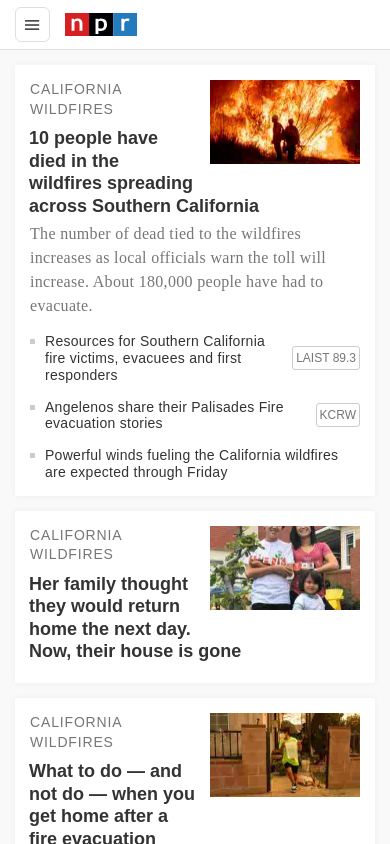 npr
CALIFORNIA
WILDFIRES
10 people have
died in the
wildfires spreading
across Southern California
The number of dead tied to the wildfires
increases as local officials warn the toll will
increase. About 180,000 people have had to
evacuate.
Resources for Southern California
fire victims, evacuees and first
responders
LAIST 89.3
Angelenos share their Palisades Fire
evacuation stories
KCRW
Powerful winds fueling the California wildfires
are expected through Friday
CALIFORNIA
WILDFIRES
Her family thought
they would return
home the next day.
Now, their house is gone
CALIFORNIA
WILDFIRES
What to do — and
not do — when you
get home after a
fire evacuation